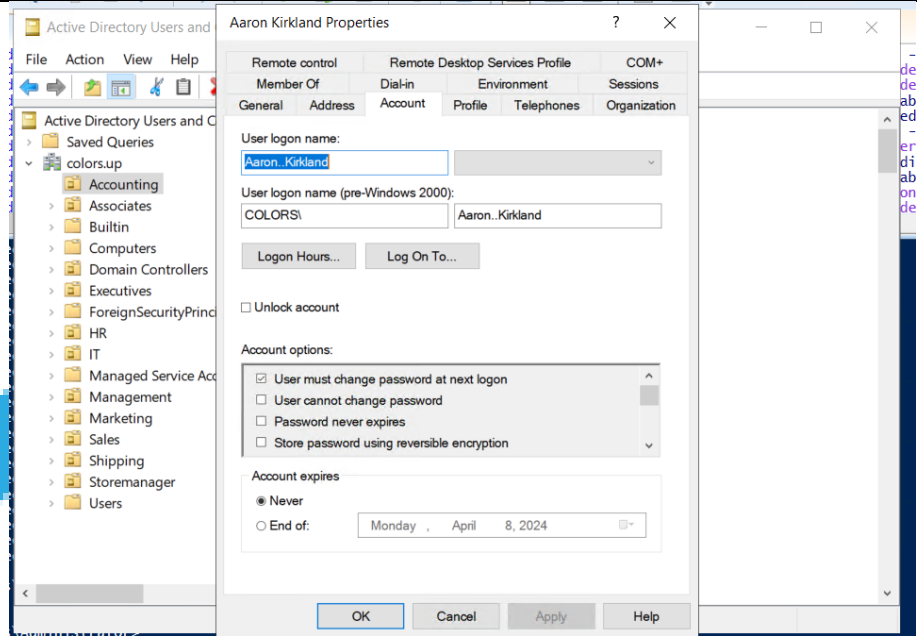 Active Directory Users and
File Action View Help
Active Directory Users and C
Saved Queries
colors.up
Accounting
Associates
Builtin
Computers
Domain Controllers
Executives
ForeignSecurityPrinci
HR
IT
Managed Service Acc
Management
Marketing
Sales
Shipping
Storemanager
Users
Aaron Kirkland Properties
?
Remote control Remote Desktop Services Profile COM+
Member Of Dial-in Environment Sessions
General Address Account Profile Telephones Organization
User logon name:
Aaron..Kirkland
User logon name (pre-Windows 2000):
COLORS\ Aaron..Kirkland
Logon Hours... Log On To...
Unlock account
Account options:
User must change password at next logon
User cannot change password
Password never expires
Store password using reversible encryption
Account expires
Never
End of: Monday , April 8, 2024
OK Cancel Apply Help